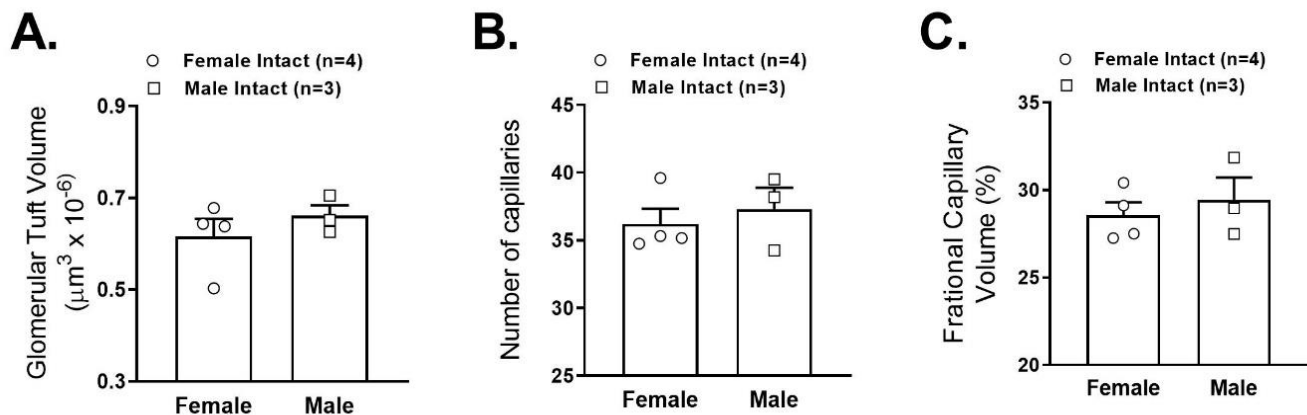 A.
Female Intact (n=4)
Male Intact (n=3)
Glomerular Tuft Volume
(μm³ x 10⁻⁶)
0.9
0.7
0.5
0.3
Female
Male
B.
Female Intact (n=4)
Male Intact (n=3)
Number of capillaries
45
40
35
30
25
Female
Male
C.
Female Intact (n=4)
Male Intact (n=3)
Frational Capillary
Volume (%)
35
30
25
20
Female
Male